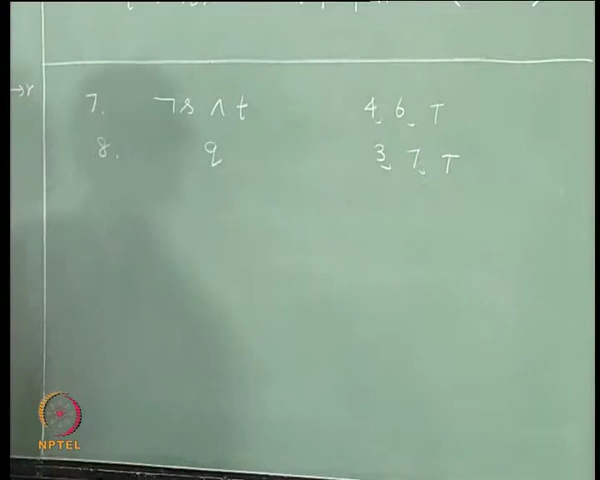 →r
7. ¬s ∧ t 4, 6, T
8. q 3, 7, T
NPTEL